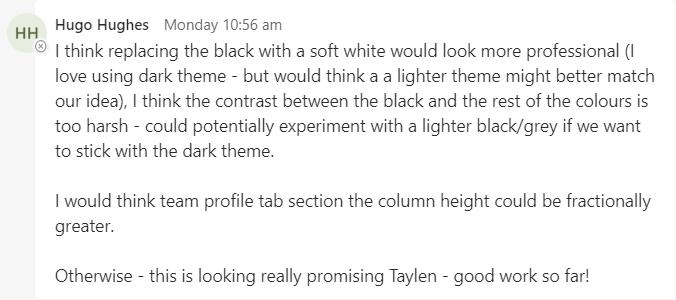 HH
Hugo Hughes Monday 10:56 am
I think replacing the black with a soft white would look more professional (I
love using dark theme - but would think a a lighter theme might better match
our idea), I think the contrast between the black and the rest of the colours is
too harsh - could potentially experiment with a lighter black/grey if we want
to stick with the dark theme.
I would think team profile tab section the column height could be fractionally
greater.
Otherwise - this is looking really promising Taylen - good work so far!